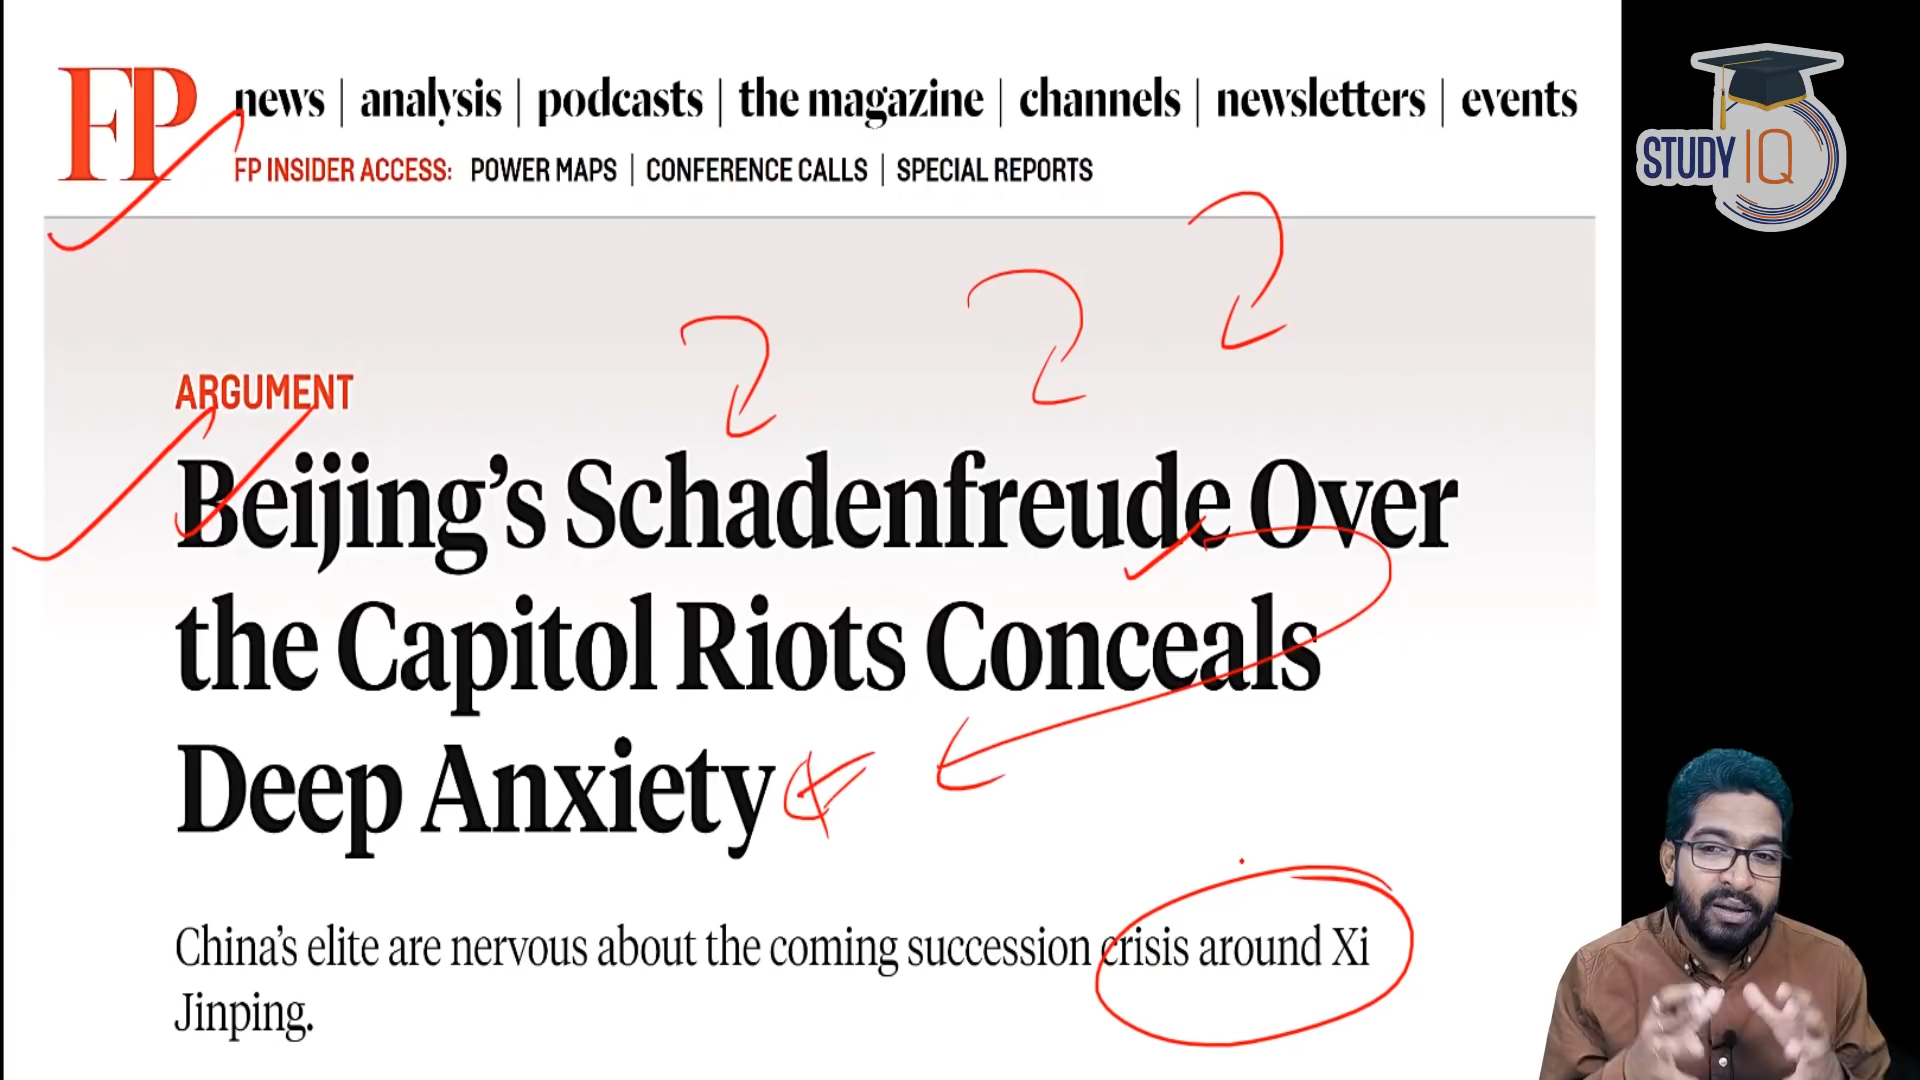 FP
news | analysis | podcasts | the magazine | channels | newsletters | events
FP INSIDER ACCESS: POWER MAPS | CONFERENCE CALLS | SPECIAL REPORTS
STUDY IQ
ARGUMENT
Beijing's Schadenfreude Over
the Capitol Riots Conceals
Deep Anxiety
China's elite are nervous about the coming succession crisis around Xi
Jinping.